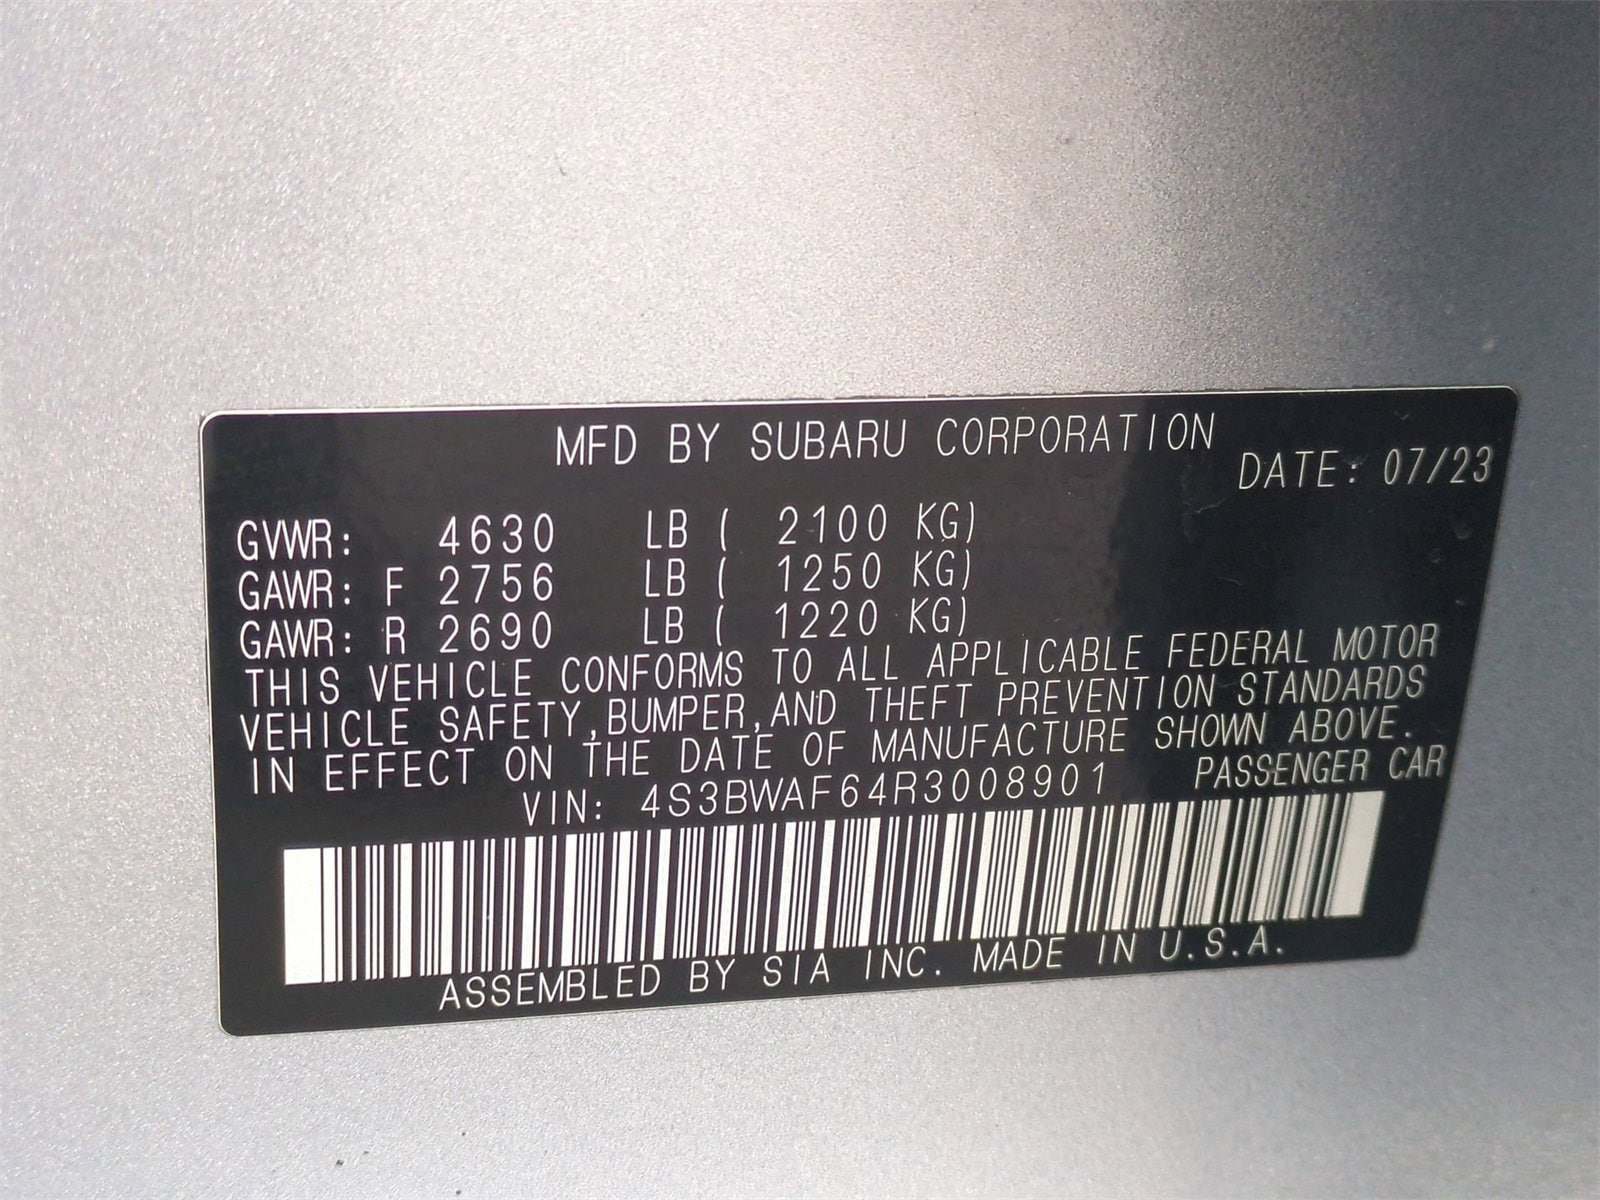 MFD BY SUBARU CORPORATION
DATE: 07/23
GVWR: 4630 LB ( 2100 KG)
GAWR: F 2756 LB ( 1250 KG)
GAWR: R 2690 LB ( 1220 KG)
THIS VEHICLE CONFORMS TO ALL APPLICABLE FEDERAL MOTOR
VEHICLE SAFETY,BUMPER,AND THEFT PREVENTION STANDARDS
IN EFFECT ON THE DATE OF MANUFACTURE SHOWN ABOVE.
VIN: 4S3BWAF64R3008901 PASSENGER CAR
ASSEMBLED BY SIA INC. MADE IN U.S.A.